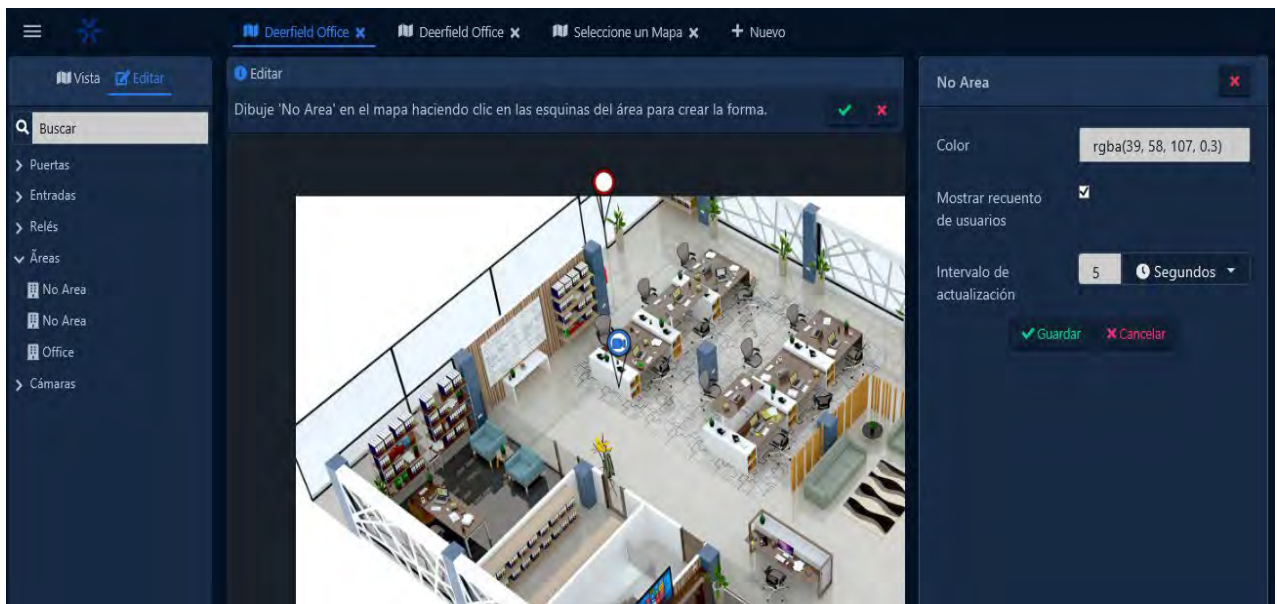 Deerfield Office
Deerfield Office
Seleccione un Mapa
Nuevo
Vista
Editar
Buscar
Puertas
Entradas
Relés
Ãreas
No Area
No Area
Office
Cámaras
Editar
Dibuje 'No Area' en el mapa haciendo clic en las esquinas del área para crear la forma.
No Area
Color
rgba(39, 58, 107, 0.3)
Mostrar recuento
de usuarios
Intervalo de
actualización
5
Segundos
Guardar
Cancelar